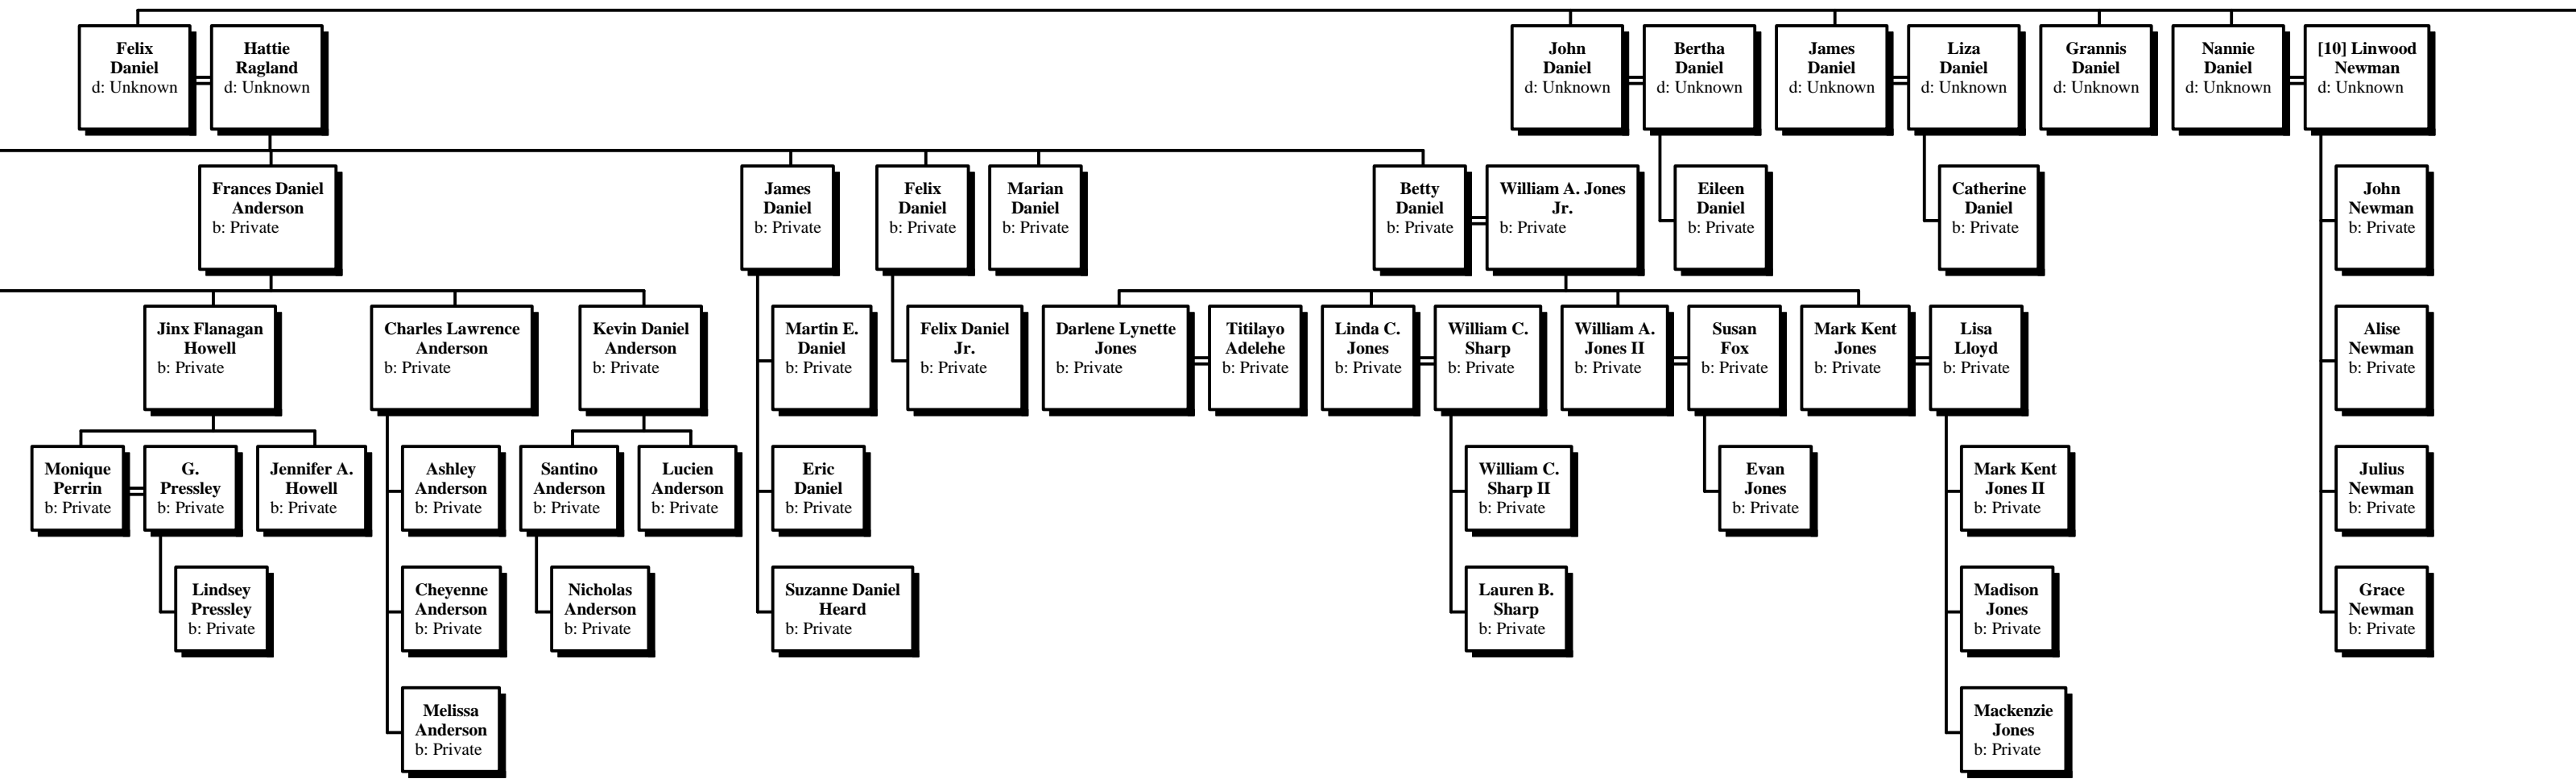 Felix
Daniel
d: Unknown
Hattie
Ragland
d: Unknown
John
Daniel
d: Unknown
Bertha
Daniel
d: Unknown
James
Daniel
d: Unknown
Liza
Daniel
d: Unknown
Grannis
Daniel
d: Unknown
Nannie
Daniel
d: Unknown
[10] Linwood
Newman
d: Unknown
Frances Daniel
Anderson
b: Private
James
Daniel
b: Private
Felix
Daniel
b: Private
Marian
Daniel
b: Private
Betty
Daniel
b: Private
William A. Jones
Jr.
b: Private
Eileen
Daniel
b: Private
Catherine
Daniel
b: Private
John
Newman
b: Private
Jinx Flanagan
Howell
b: Private
Charles Lawrence
Anderson
b: Private
Kevin Daniel
Anderson
b: Private
Martin E.
Daniel
b: Private
Felix Daniel
Jr.
b: Private
Darlene Lynette
Jones
b: Private
Titilayo
Adelehe
b: Private
Linda C.
Jones
b: Private
William C.
Sharp
b: Private
William A.
Jones II
b: Private
Susan
Fox
b: Private
Mark Kent
Jones
b: Private
Lisa
Lloyd
b: Private
Alise
Newman
b: Private
Monique
Perrin
b: Private
G.
Pressley
b: Private
Jennifer A.
Howell
b: Private
Ashley
Anderson
b: Private
Santino
Anderson
b: Private
Lucien
Anderson
b: Private
Eric
Daniel
b: Private
William C.
Sharp II
b: Private
Evan
Jones
b: Private
Mark Kent
Jones II
b: Private
Julius
Newman
b: Private
Lindsey
Pressley
b: Private
Cheyenne
Anderson
b: Private
Nicholas
Anderson
b: Private
Suzanne Daniel
Heard
b: Private
Lauren B.
Sharp
b: Private
Madison
Jones
b: Private
Grace
Newman
b: Private
Melissa
Anderson
b: Private
Mackenzie
Jones
b: Private